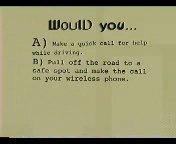 Would you...
A) Make a quick call for help
while driving.
B) Pull off the road to a
safe spot and make the call
on your wireless phone.